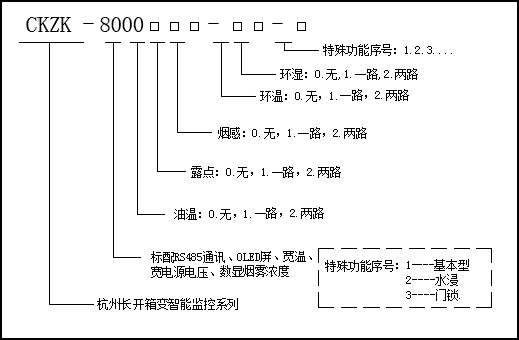 CKZK-8000□□□-□□-□
特殊功能序号：1.2.3....
环湿：0.无,1.一路,2.两路
环温：0.无，1.一路，2.两路
烟感：0.无，1.一路，2.两路
露点：0.无，1.一路，2.两路
油温：0.无，1.一路，2.两路
标配RS485通讯、OLED屏、宽温、
宽电源电压、数显烟雾浓度
特殊功能序号：1----基本型
2----水浸
3----门锁
杭州长开箱变智能监控系列